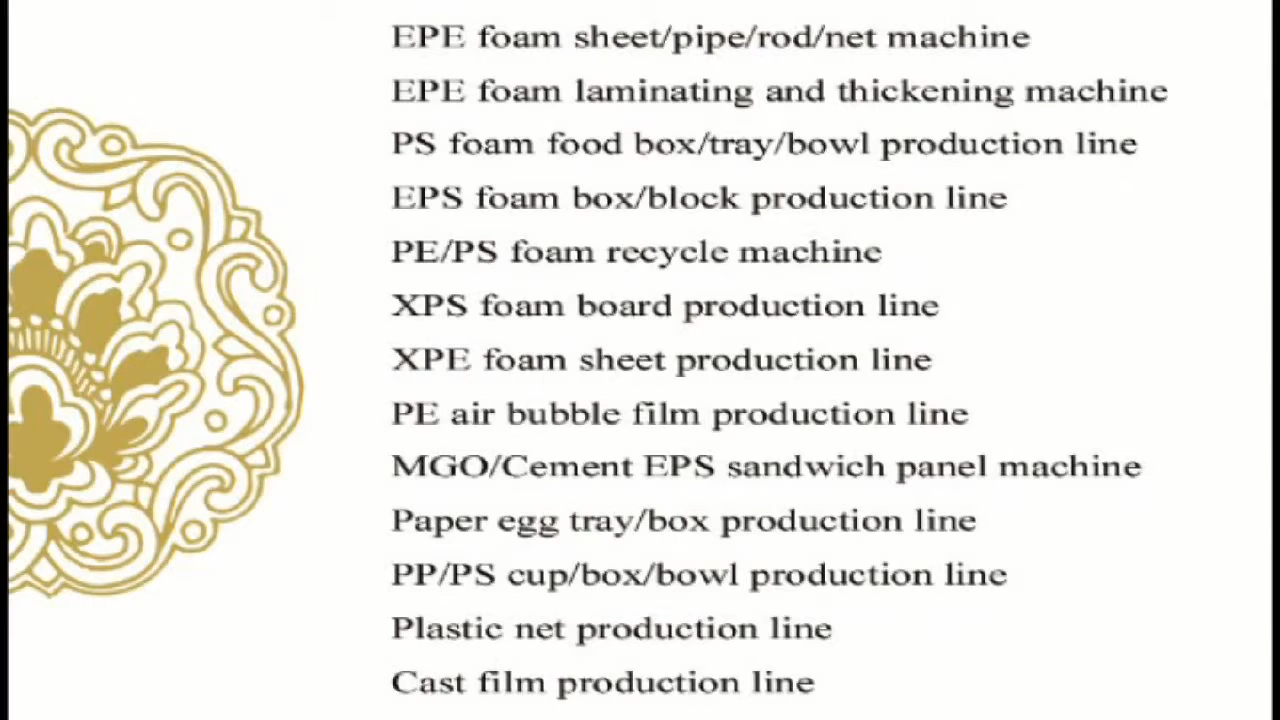 EPE foam sheet/pipe/rod/net machine
EPE foam laminating and thickening machine
PS foam food box/tray/bowl production line
EPS foam box/block production line
PE/PS foam recycle machine
XPS foam board production line
XPE foam sheet production line
PE air bubble film production line
MGO/Cement EPS sandwich panel machine
Paper egg tray/box production line
PP/PS cup/box/bowl production line
Plastic net production line
Cast film production line